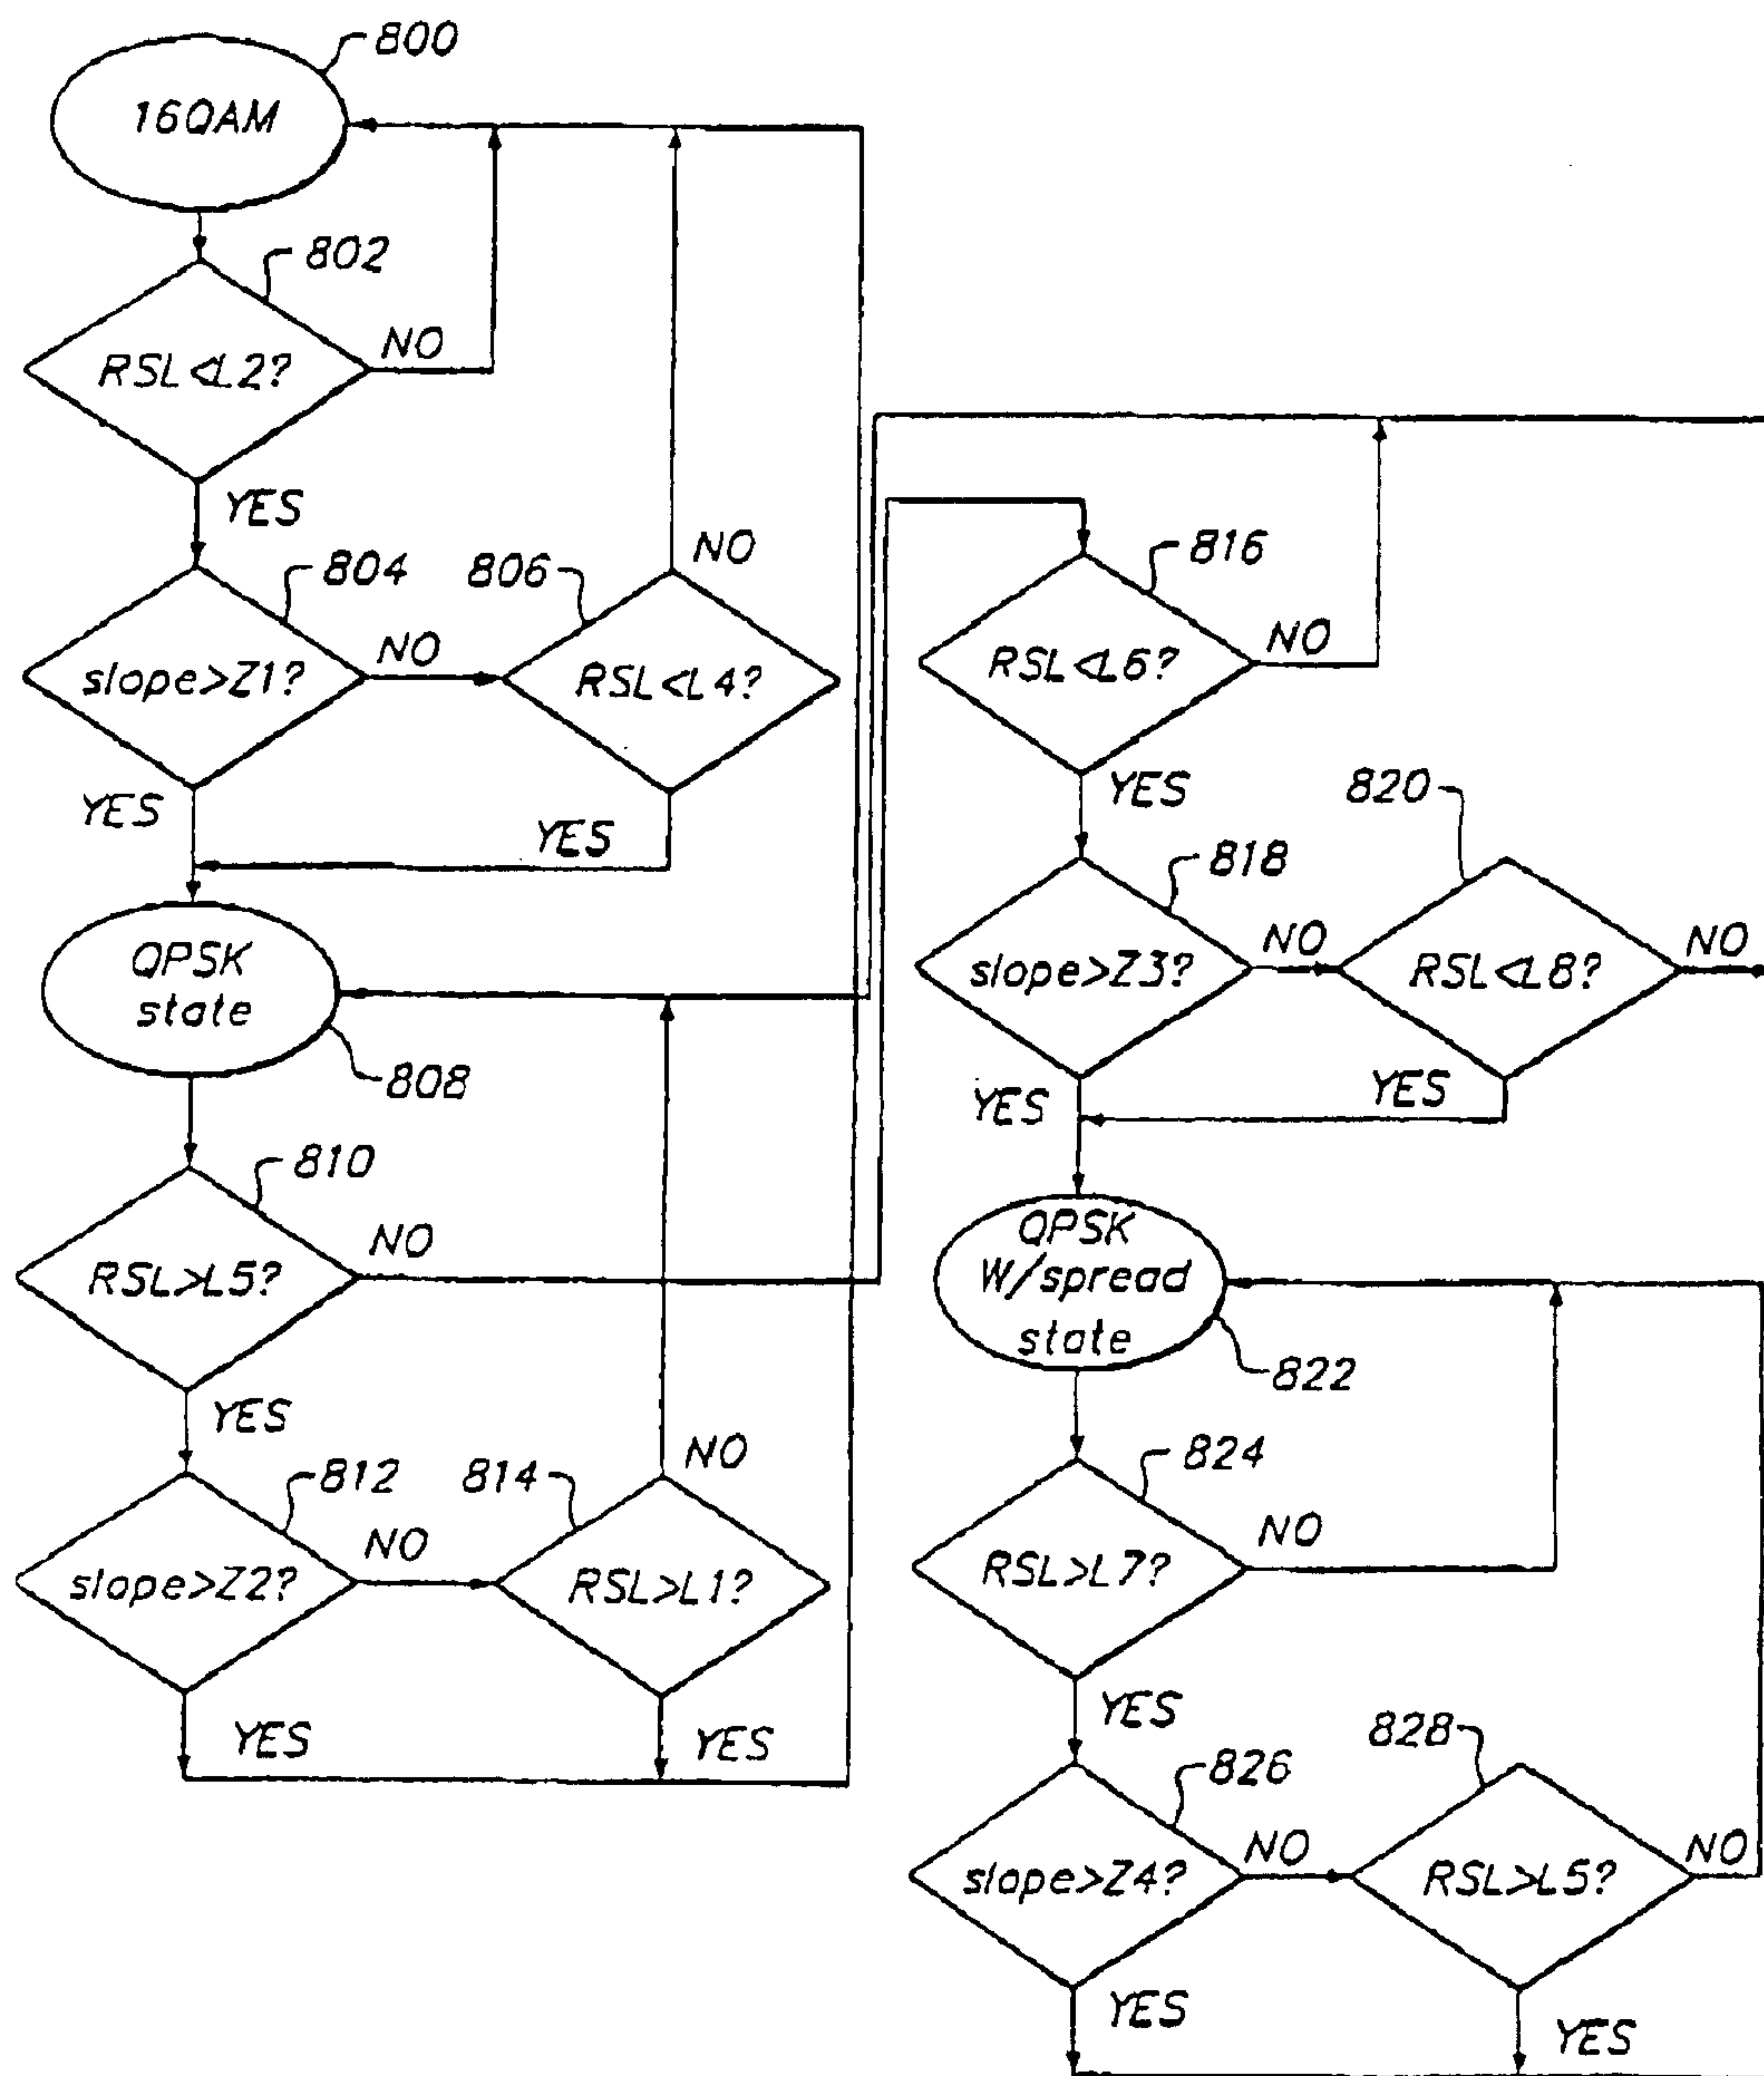 800
16QAM
802
RSL<L2?
NO
YES
804
slope>Z1?
NO
806
RSL<L4?
NO
YES
YES
QPSK
state
808
810
RSL>L5?
NO
YES
812
slope>Z2?
NO
814
RSL>L1?
NO
YES
YES
816
RSL<L6?
NO
YES
818
slope>Z3?
NO
820
RSL<L8?
NO
YES
YES
QPSK
W/spread
state
822
824
RSL>L7?
NO
YES
826
slope>Z4?
NO
828
RSL>L5?
NO
YES
YES